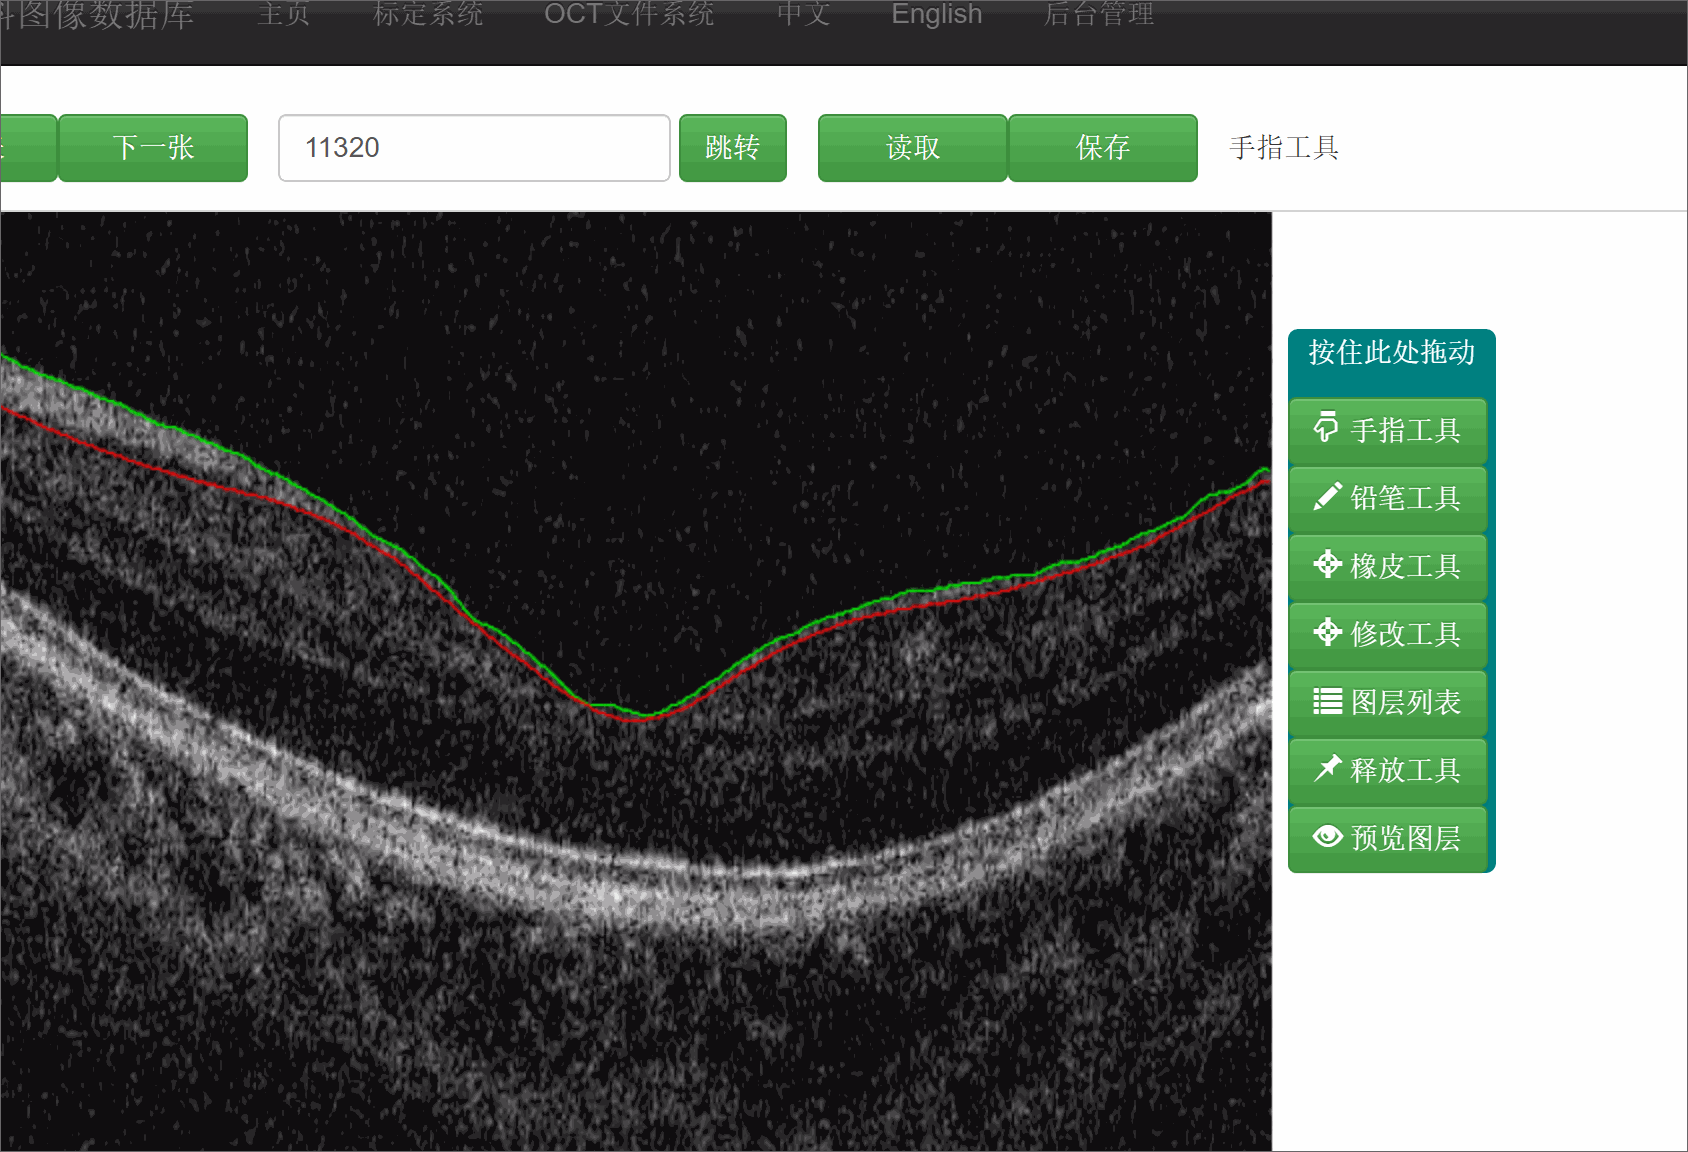 图像数据库 主页 标定系统 OCT文件系统 中文 English 后台管理
下一张 11320 跳转 读取 保存 手指工具
按住此处拖动
手指工具
铅笔工具
橡皮工具
修改工具
图层列表
释放工具
预览图层